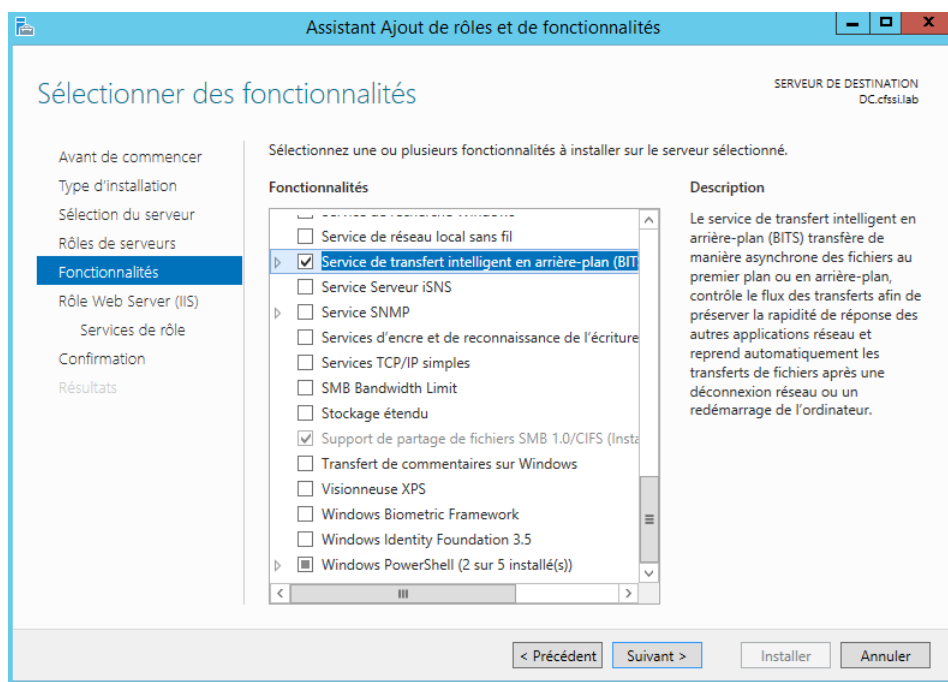 Assistant Ajout de rôles et de fonctionnalités
Sélectionner des fonctionnalités
SERVEUR DE DESTINATION
DC.cfssi.lab
Avant de commencer
Type d'installation
Sélection du serveur
Rôles de serveurs
Fonctionnalités
Rôle Web Server (IIS)
Services de rôle
Confirmation
Résultats
Sélectionnez une ou plusieurs fonctionnalités à installer sur le serveur sélectionné.
Fonctionnalités
Service de réseau local sans fil
Service de transfert intelligent en arrière-plan (BITS
Service Serveur iSNS
Service SNMP
Services d'encre et de reconnaissance de l'écriture
Services TCP/IP simples
SMB Bandwidth Limit
Stockage étendu
Support de partage de fichiers SMB 1.0/CIFS (Insta
Transfert de commentaires sur Windows
Visionneuse XPS
Windows Biometric Framework
Windows Identity Foundation 3.5
Windows PowerShell (2 sur 5 installé(s))
Description
Le service de transfert intelligent en
arrière-plan (BITS) transfère de
manière asynchrone des fichiers au
premier plan ou en arrière-plan,
contrôle le flux des transferts afin de
préserver la rapidité de réponse des
autres applications réseau et
reprend automatiquement les
transferts de fichiers après une
déconnexion réseau ou un
redémarrage de l'ordinateur.
< Précédent
Suivant >
Installer
Annuler